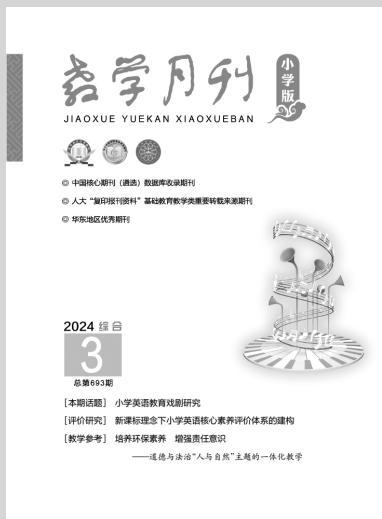 教学月刊
小学版
JIAOXUE YUEKAN XIAOXUEBAN
◎ 中国核心期刊（遴选）数据库收录期刊
◎ 人大“复印报刊资料”基础教育教学类重要转载来源期刊
◎ 华东地区优秀期刊
2024 综合
3
总第693期
[本期话题] 小学英语教育戏剧研究
[评价研究] 新课标理念下小学英语核心素养评价体系的建构
[教学参考] 培养环保素养 增强责任意识
——道德与法治“人与自然”主题的一体化教学